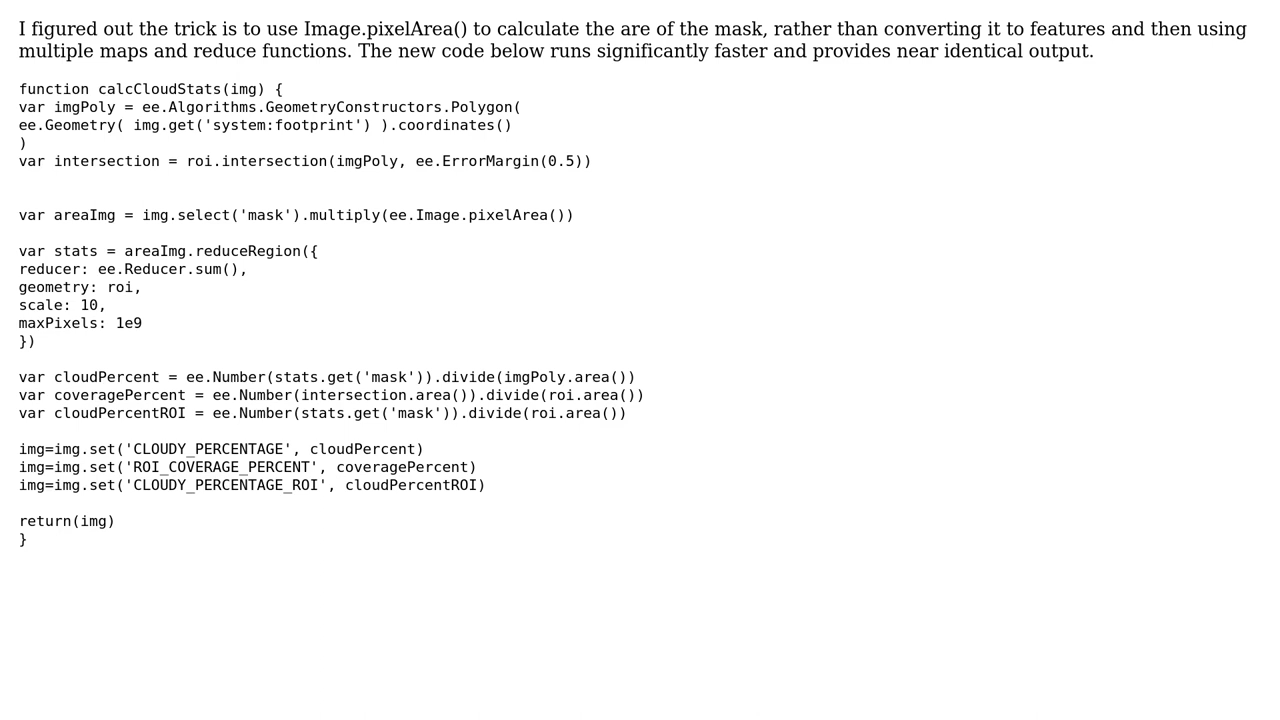 I figured out the trick is to use Image.pixelArea() to calculate the are of the mask, rather than converting it to features and then using
multiple maps and reduce functions. The new code below runs significantly faster and provides near identical output.
function calcCloudStats(img) {
var imgPoly = ee.Algorithms.GeometryConstructors.Polygon(
ee.Geometry( img.get('system:footprint') ).coordinates()
)
var intersection = roi.intersection(imgPoly, ee.ErrorMargin(0.5))
var areaImg = img.select('mask').multiply(ee.Image.pixelArea())
var stats = areaImg.reduceRegion({
reducer: ee.Reducer.sum(),
geometry: roi,
scale: 10,
maxPixels: 1e9
})
var cloudPercent = ee.Number(stats.get('mask')).divide(imgPoly.area())
var coveragePercent = ee.Number(intersection.area()).divide(roi.area())
var cloudPercentROI = ee.Number(stats.get('mask')).divide(roi.area())
img=img.set('CLOUDY_PERCENTAGE', cloudPercent)
img=img.set('ROI_COVERAGE_PERCENT', coveragePercent)
img=img.set('CLOUDY_PERCENTAGE_ROI', cloudPercentROI)
return(img)
}